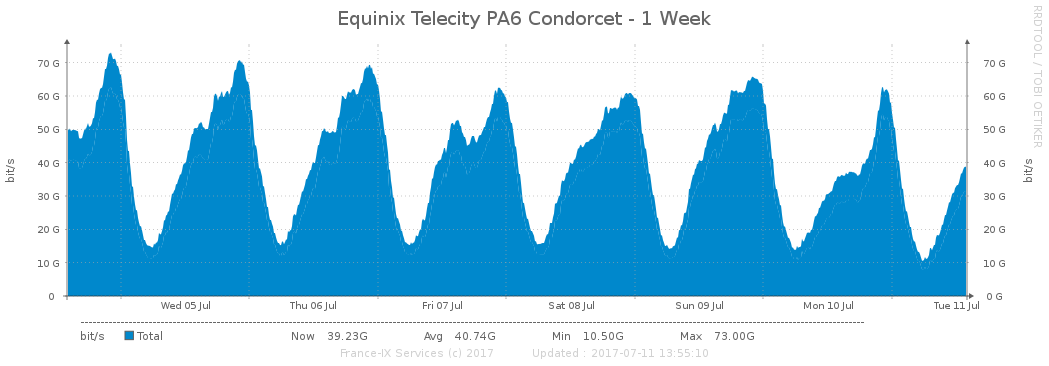 Equinix Telecity PA6 Condorcet - 1 Week
RRDTOOL / TOBI OETIKER
bit/s
70 G
60 G
50 G
40 G
30 G
20 G
10 G
0
70 G
60 G
50 G
40 G
30 G
20 G
10 G
0 G
bit/s
Wed 05 Jul Thu 06 Jul Fri 07 Jul Sat 08 Jul Sun 09 Jul Mon 10 Jul Tue 11 Jul
bit/s Total Now 39.23G Avg 40.74G Min 10.50G Max 73.00G
France-IX Services (c) 2017 Updated : 2017-07-11 13:55:10